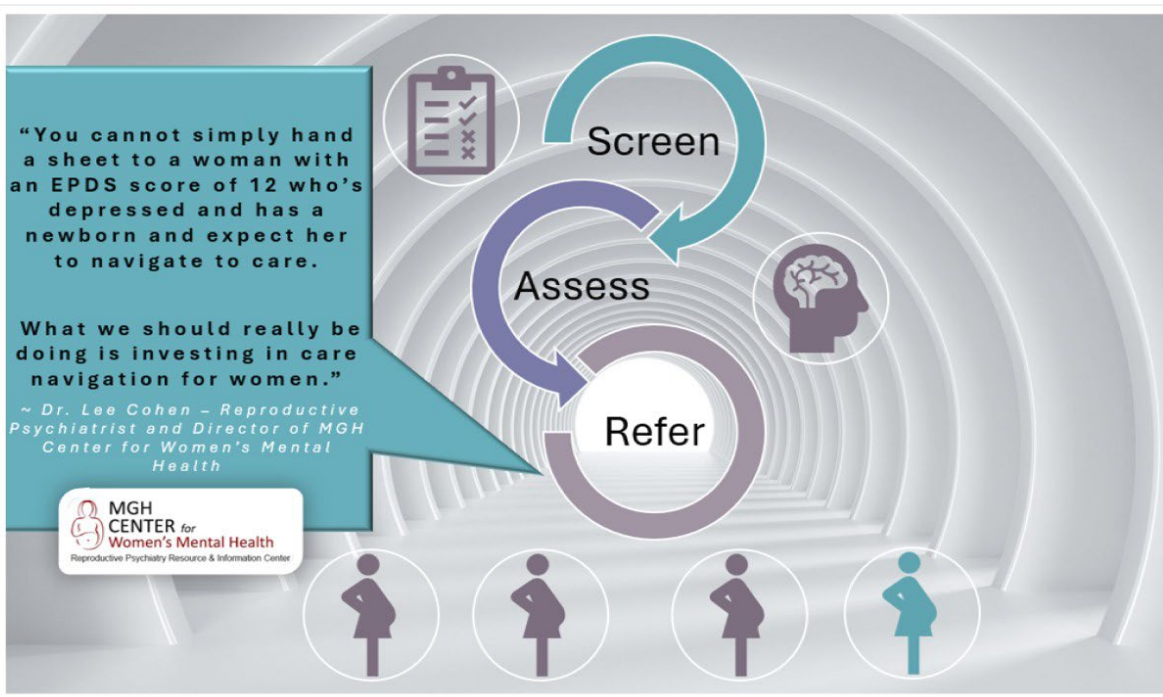 “You cannot simply hand
a sheet to a woman with
an EPDS score of 12 who’s
depressed and has a
newborn and expect her
to navigate to care.
What we should really be
doing is investing in care
navigation for women.”
~ Dr. Lee Cohen – Reproductive
Psychiatrist and Director of MGH
Center for Women’s Mental
Health
MGH
CENTER for
Women’s Mental Health
Reproductive Psychiatry Resource & Information Center
Screen
Assess
Refer